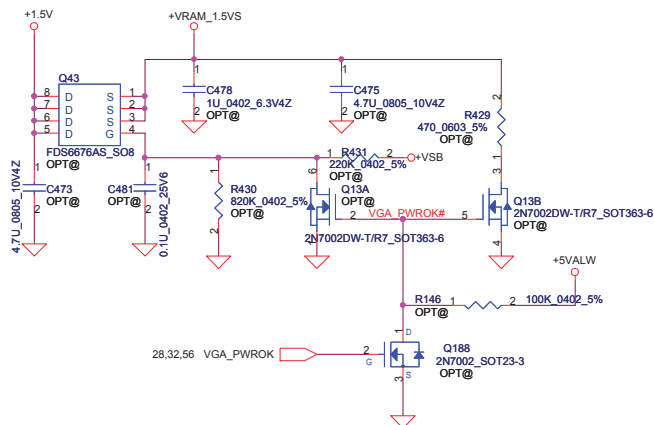 +1.5V
+VRAM_1.5VS
Q43
8 D S 1
7 D S 2
6 D S 3
5 D G 4
FDS6676AS_SO8
OPT@
1
C478
1U_0402_6.3V4Z
2
OPT@
1
C475
4.7U_0805_10V4Z
2
OPT@
2
R429
470_0603_5%
OPT@
1
1
C473
2
OPT@
4.7U_0805_10V4Z
1
C481
2
OPT@
0.1U_0402_25V6
1
R430
820K_0402_5%
OPT@
2
R431
1 2 +VSB
220K_0402_5%
OPT@
6
Q13A
2
2N7002DW-T/R7_SOT363-6
OPT@
VGA_PWROK#
3
Q13B
5
2N7002DW-T/R7_SOT363-6
OPT@
4
+5VALW
R146 1 2 100K_0402_5%
OPT@
1 D
Q188
2 G
2N7002_SOT23-3
3 S
OPT@
28,32,56 VGA_PWROK